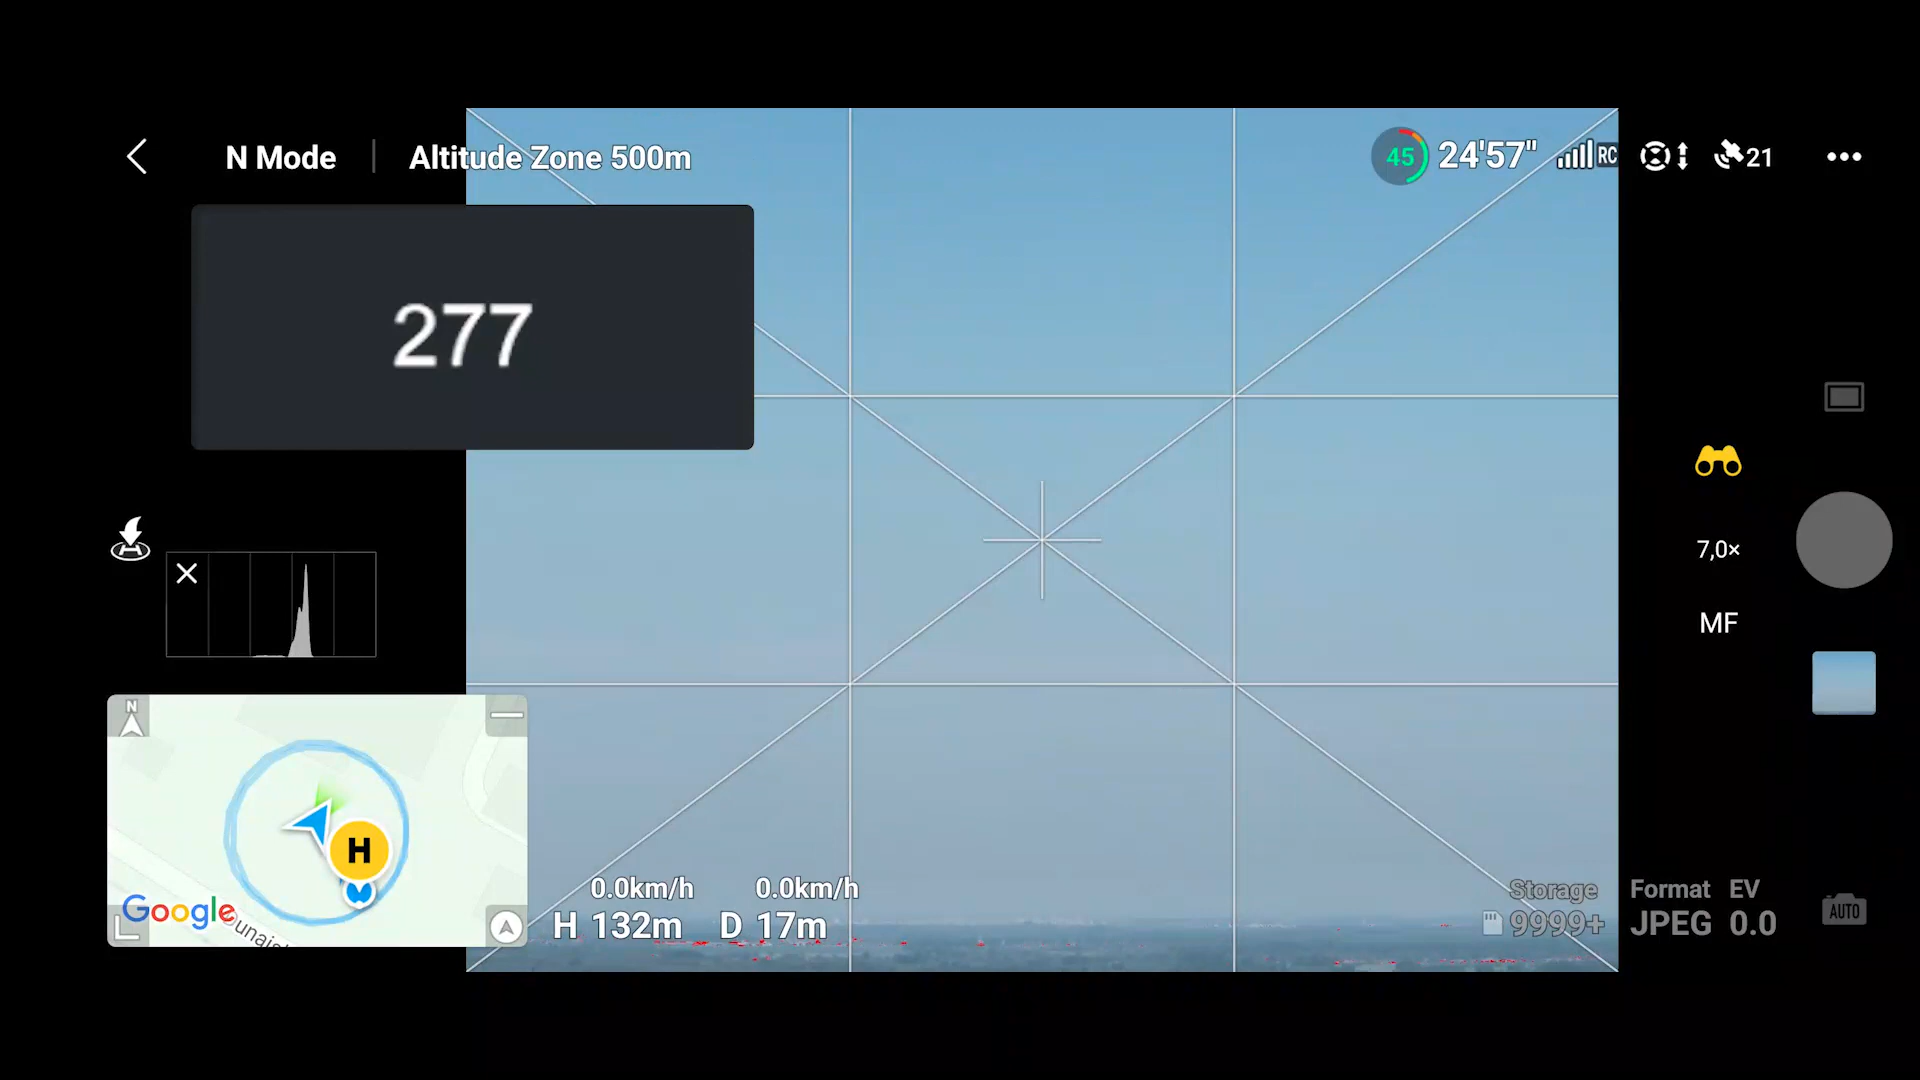 N Mode
Altitude Zone 500m
45
24'57"
RC
21
277
7,0×
MF
N
H
Google
0.0km/h
0.0km/h
H 132m
D 17m
Storage
9999+
Format
JPEG
EV
0.0
AUTO